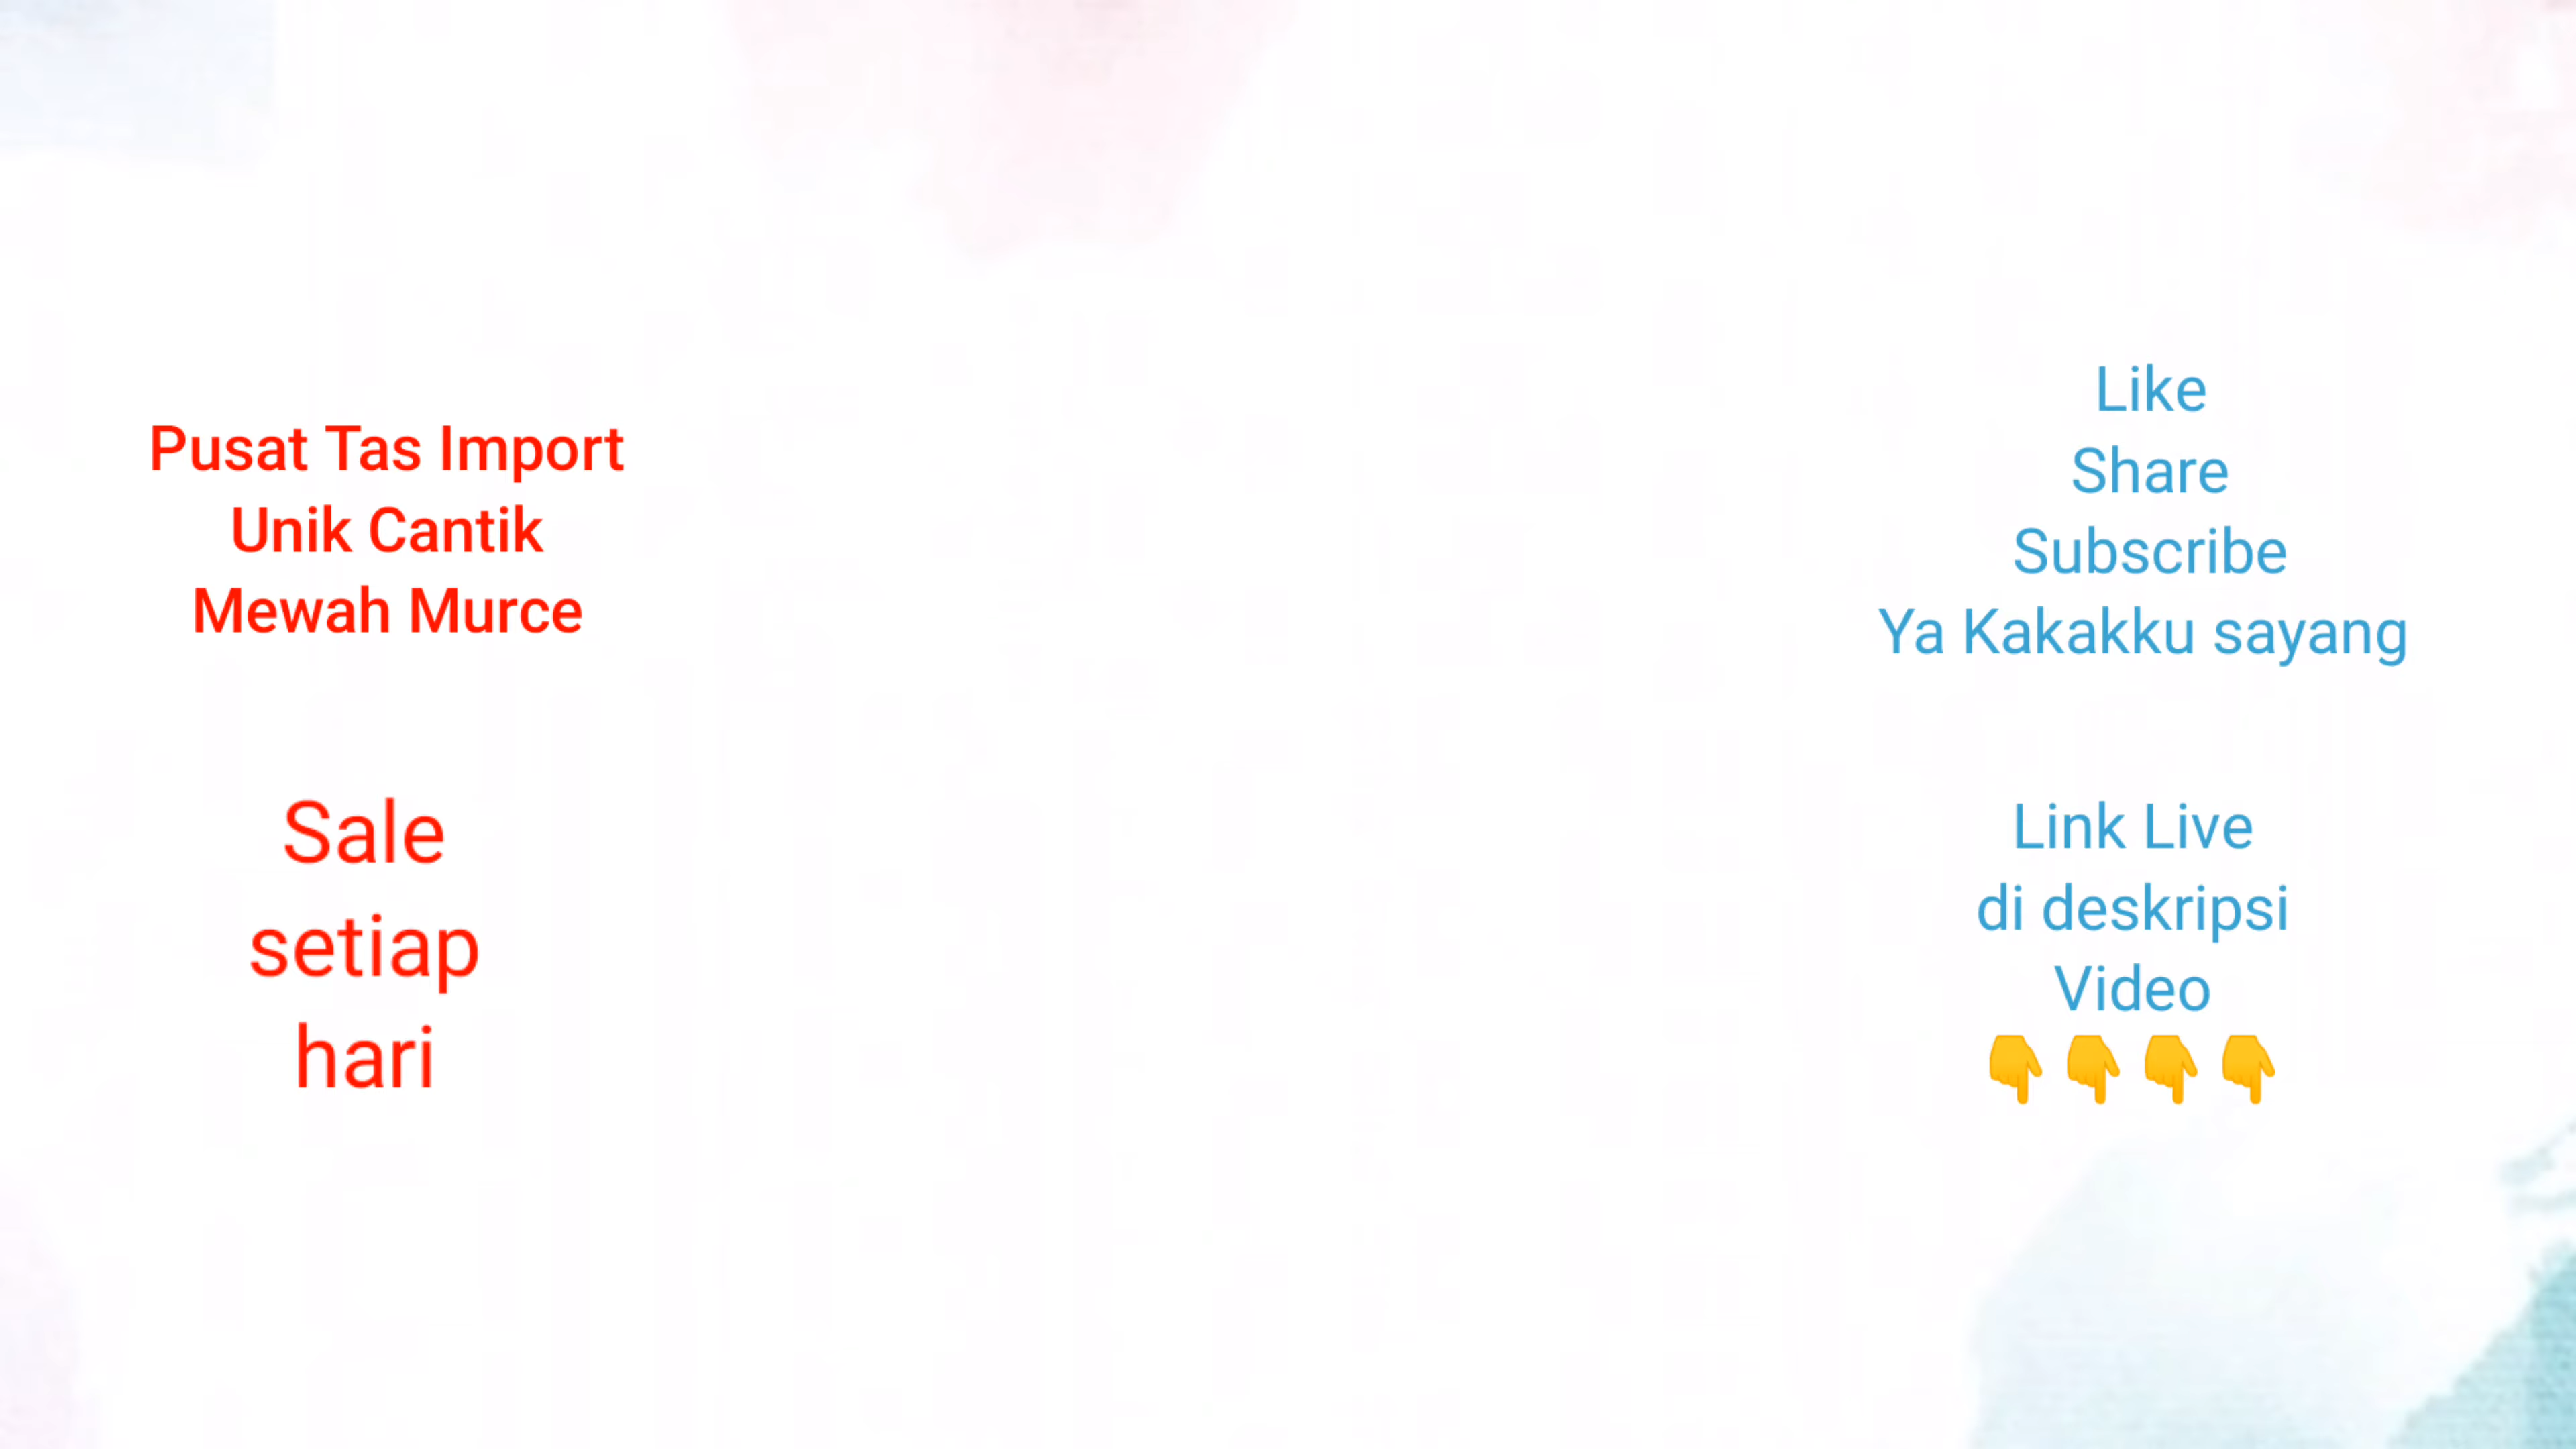 Pusat Tas Import
Unik Cantik
Mewah Murce
Sale
setiap
hari
Like
Share
Subscribe
Ya Kakakku sayang
Link Live
di deskripsi
Video
👇👇👇👇